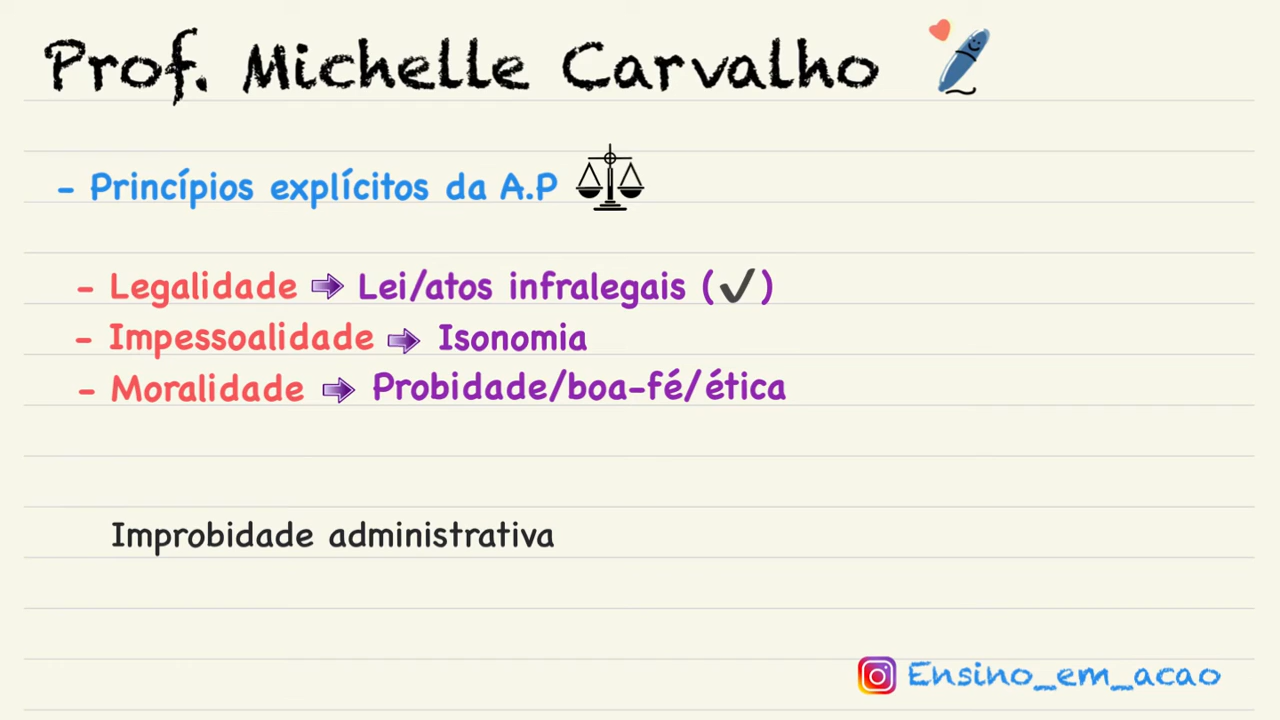 Prof. Michelle Carvalho
- Princípios explícitos da A.P
- Legalidade ➡ Lei/atos infralegais (✔)
- Impessoalidade ➡ Isonomia
- Moralidade ➡ Probidade/boa-fé/ética
Improbidade administrativa
Ensino_em_acao